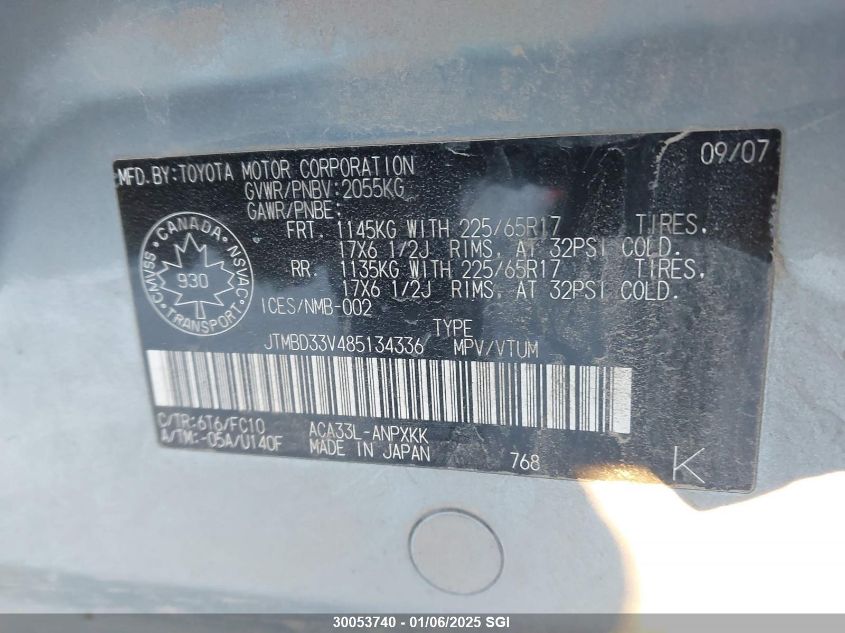 MFD.BY:TOYOTA MOTOR CORPORATION 09/07
GVWR/PNBV:2055KG
GAWR/PNBE:
FRT. 1145KG WITH 225/65R17 TIRES,
17X6 1/2J RIMS, AT 32PSI COLD.
RR. 1135KG WITH 225/65R17 TIRES,
17X6 1/2J RIMS, AT 32PSI COLD.
ICES/NMB-002
CANADA
CMVSS 930 NSVAC
TRANSPORT
TYPE
JTMBD33V485134336 MPV/VTUM
C/TR:6T6/FC10 ACA33L-ANPXKK
A/TM:-05A/U140F MADE IN JAPAN 768 K
30053740 - 01/06/2025 SGI